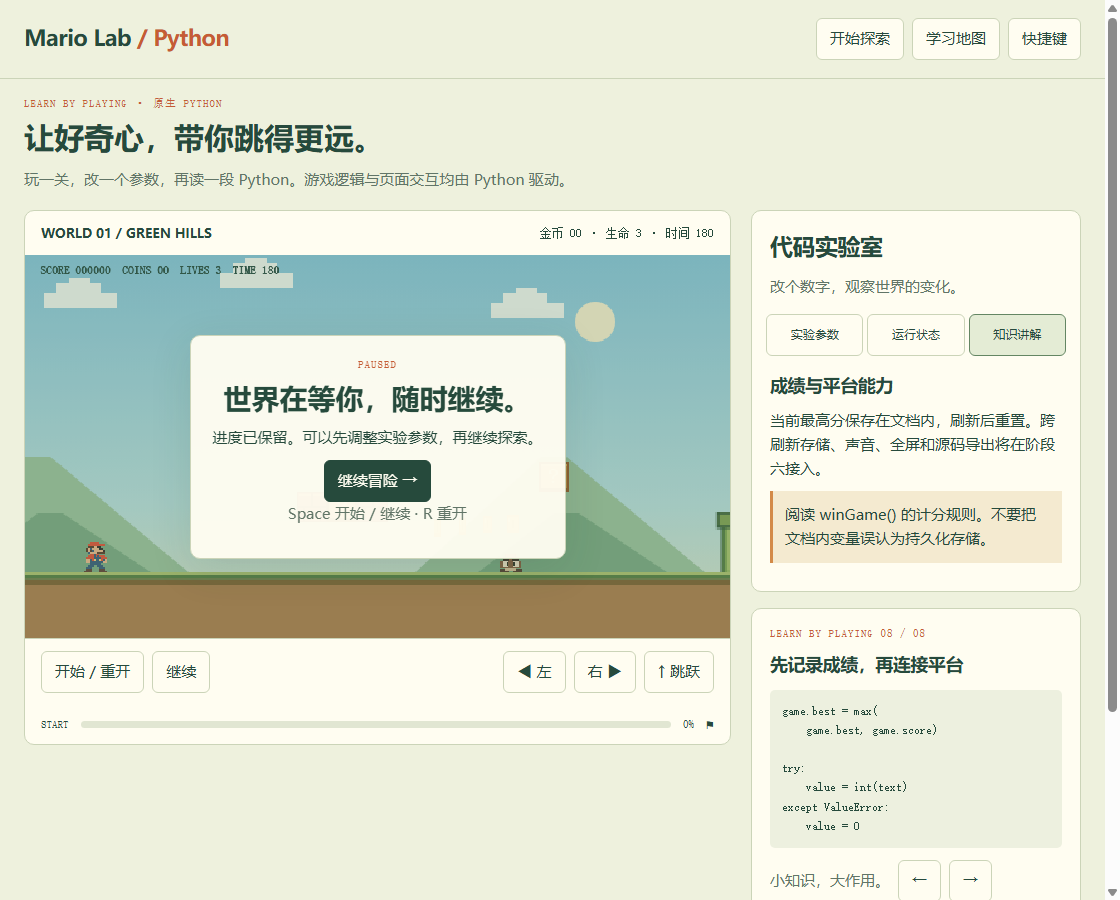 Mario Lab / Python
开始探索
学习地图
快捷键
LEARN BY PLAYING · 原生 PYTHON
让好奇心，带你跳得更远。
玩一关，改一个参数，再读一段 Python。游戏逻辑与页面交互均由 Python 驱动。
WORLD 01 / GREEN HILLS
金币 00 · 生命 3 · 时间 180
SCORE 000000 COINS 00 LIVES 3 TIME 180
PAUSED
世界在等你，随时继续。
进度已保留。可以先调整实验参数，再继续探索。
继续冒险 →
Space 开始 / 继续 · R 重开
开始 / 重开
继续
◀ 左
右 ▶
↑ 跳跃
START
0%
代码实验室
改个数字，观察世界的变化。
实验参数
运行状态
知识讲解
成绩与平台能力
当前最高分保存在文档内，刷新后重置。跨
刷新存储、声音、全屏和源码导出将在阶段
六接入。
阅读 winGame() 的计分规则。不要把
文档内变量误认为持久化存储。
LEARN BY PLAYING 08 / 08
先记录成绩，再连接平台
game.best = max(
    game.best, game.score)
try:
    value = int(text)
except ValueError:
    value = 0
小知识，大作用。
←
→